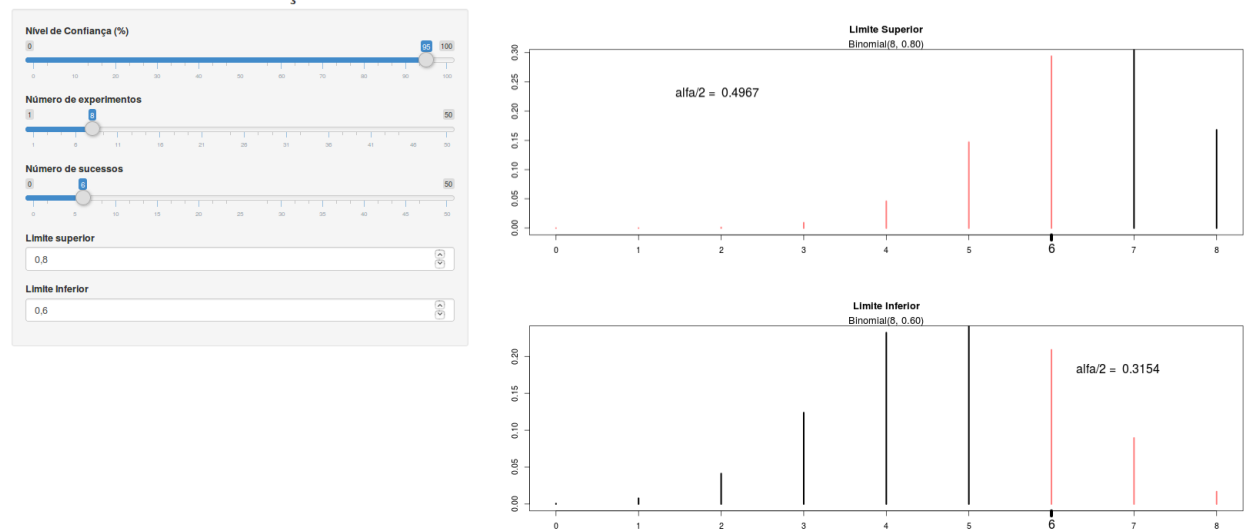 Nível de Confiança (%)
0 95 100
0 10 20 30 40 50 60 70 80 90 100
Número de experimentos
1 8 50
1 6 11 16 21 26 31 36 41 46 50
Número de sucessos
0 6 50
0 5 10 15 20 25 30 35 40 45 50
Limite superior
0,8
Limite Inferior
0,6
Limite Superior
Binomial(8, 0.80)
alfa/2 = 0.4967
0.30
0.25
0.20
0.15
0.10
0.05
0.00
0 1 2 3 4 5 6 7 8
Limite Inferior
Binomial(8, 0.60)
alfa/2 = 0.3154
0.20
0.15
0.10
0.05
0.00
0 1 2 3 4 5 6 7 8